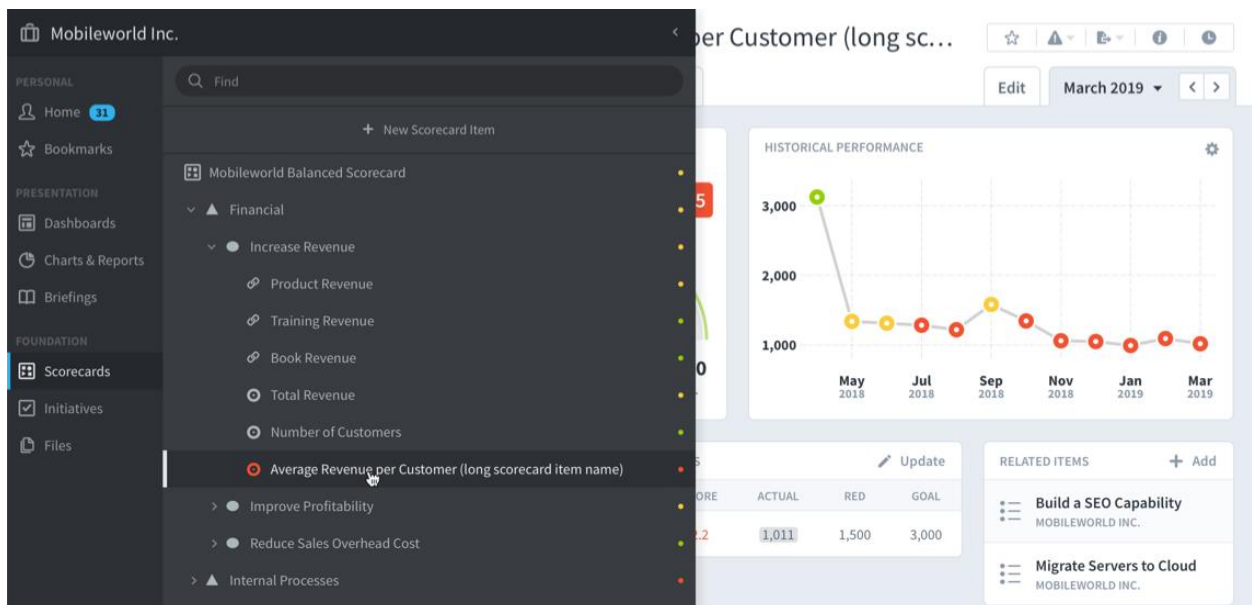 Mobileworld Inc.
PERSONAL
Home 31
Bookmarks
PRESENTATION
Dashboards
Charts & Reports
Briefings
FOUNDATION
Scorecards
Initiatives
Files
Find
+ New Scorecard Item
Mobileworld Balanced Scorecard
Financial
Increase Revenue
Product Revenue
Training Revenue
Book Revenue
Total Revenue
Number of Customers
Average Revenue per Customer (long scorecard item name)
Improve Profitability
Reduce Sales Overhead Cost
Internal Processes
per Customer (long sc...
Edit
March 2019
5
0
HISTORICAL PERFORMANCE
3,000
2,000
1,000
May Jul Sep Nov Jan Mar
2018 2018 2018 2018 2019 2019
S Update
ORE ACTUAL RED GOAL
.2 1,011 1,500 3,000
RELATED ITEMS + Add
Build a SEO Capability
MOBILEWORLD INC.
Migrate Servers to Cloud
MOBILEWORLD INC.